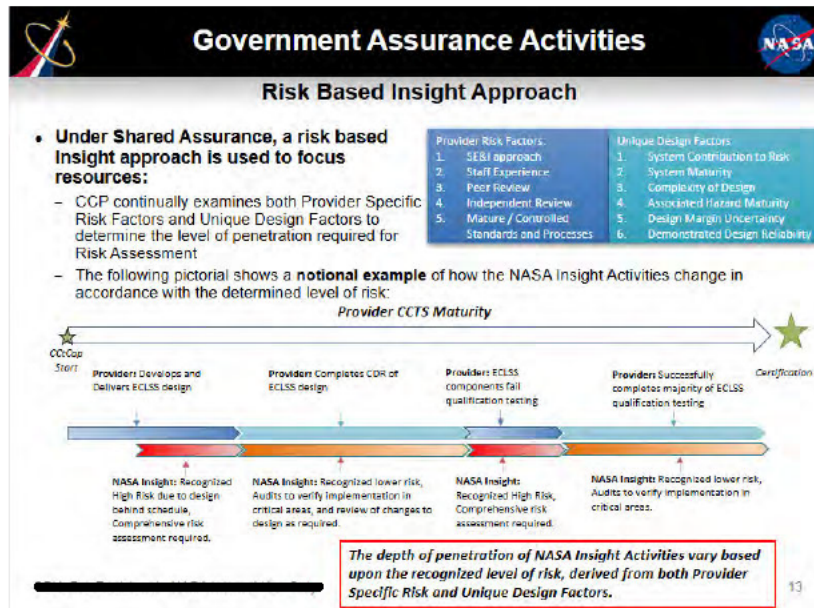 Government Assurance Activities
NASA
Risk Based Insight Approach
• Under Shared Assurance, a risk based
Insight approach is used to focus
resources:
– CCP continually examines both Provider Specific
Risk Factors and Unique Design Factors to
determine the level of penetration required for
Risk Assessment
Provider Risk Factors:
1. SE&I approach
2. Staff Experience
3. Peer Review
4. Independent Review
5. Mature / Controlled
Standards and Processes
Unique Design Factors
1. System Contribution to Risk
2. System Maturity
3. Complexity of Design
4. Associated Hazard Maturity
5. Design Margin Uncertainty
6. Demonstrated Design Reliability
– The following pictorial shows a notional example of how the NASA Insight Activities change in
accordance with the determined level of risk:
Provider CCTS Maturity
CCtCap
Start
Certification
Provider: Develops and
Delivers ECLSS design
Provider: Completes CDR of
ECLSS design
Provider: ECLSS
components fail
qualification testing
Provider: Successfully
completes majority of ECLSS
qualification testing
NASA Insight: Recognized
High Risk due to design
behind schedule,
Comprehensive risk
assessment required.
NASA Insight: Recognized lower risk,
Audits to verify implementation in
critical areas, and review of changes to
design as required.
NASA Insight:
Recognized High Risk,
Comprehensive risk
assessment required.
NASA Insight: Recognized lower risk,
Audits to verify implementation in
critical areas.
The depth of penetration of NASA Insight Activities vary based
upon the recognized level of risk, derived from both Provider
Specific Risk and Unique Design Factors.
13